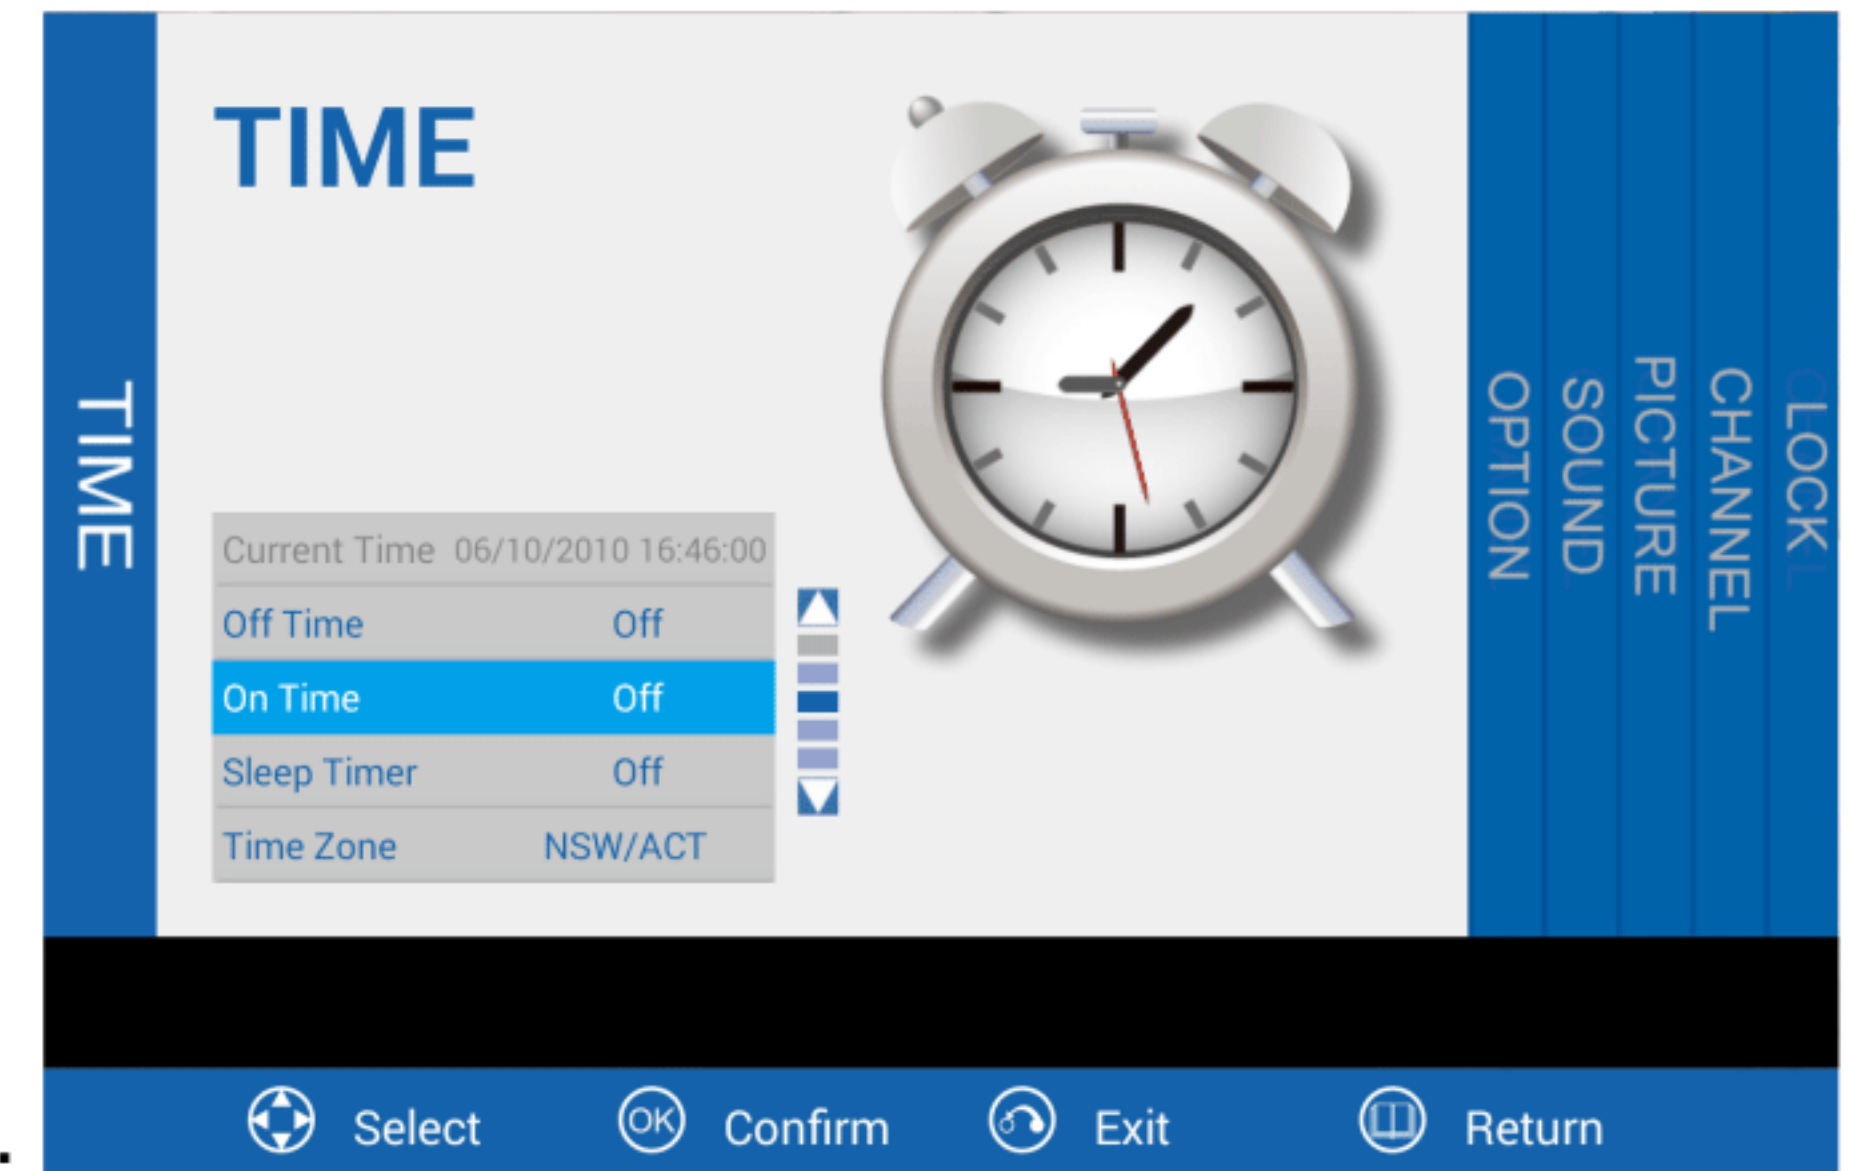 TIME
TIME
Current Time 06/10/2010 16:46:00
Off Time Off
On Time Off
Sleep Timer Off
Time Zone NSW/ACT
OPTION
SOUND
PICTURE
CHANNEL
LOCK
Select
OK Confirm
Exit
Return